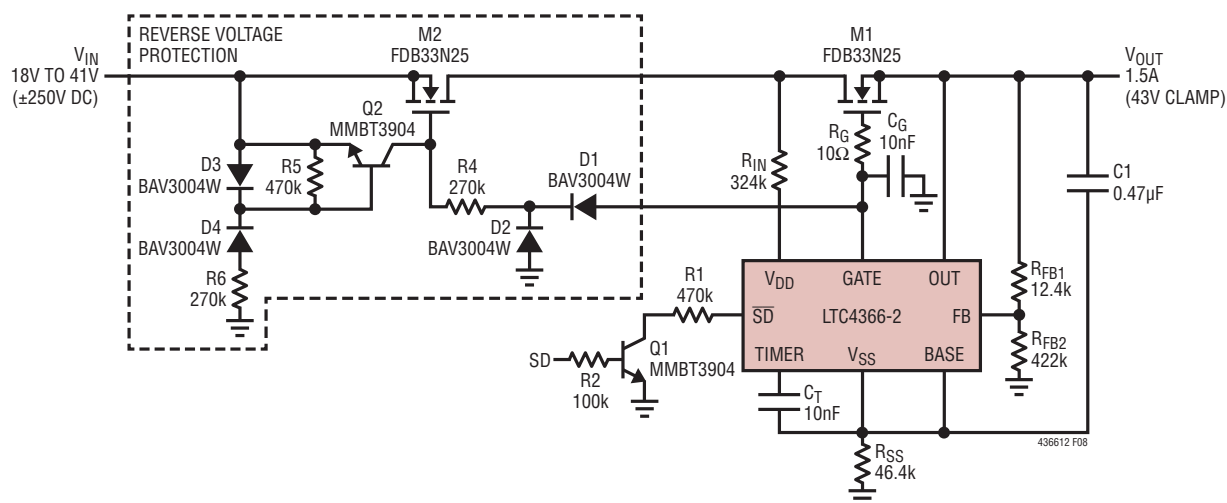 REVERSE VOLTAGE
PROTECTION
VIN
18V TO 41V
(±250V DC)
M2
FDB33N25
M1
FDB33N25
VOUT
1.5A
(43V CLAMP)
Q2
MMBT3904
D3
BAV3004W
R5
470k
R4
270k
D1
BAV3004W
RG
10Ω
CG
10nF
RIN
324k
C1
0.47µF
D4
BAV3004W
D2
BAV3004W
R6
270k
R1
470k
VDD
GATE
OUT
SD
LTC4366-2
FB
TIMER
VSS
BASE
RFB1
12.4k
RFB2
422k
SD
R2
100k
Q1
MMBT3904
CT
10nF
RSS
46.4k
436612 F08